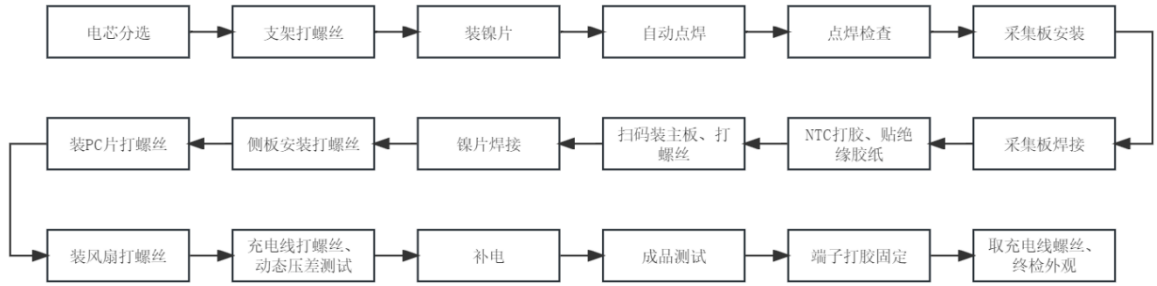 电芯分选
支架打螺丝
装镍片
自动点焊
点焊检查
采集板安装
采集板焊接
NTC打胶、贴绝
缘胶纸
扫码装主板、打
螺丝
镍片焊接
侧板安装打螺丝
装PC片打螺丝
装风扇打螺丝
充电线打螺丝、
动态压差测试
补电
成品测试
端子打胶固定
取充电线螺丝、
终检外观